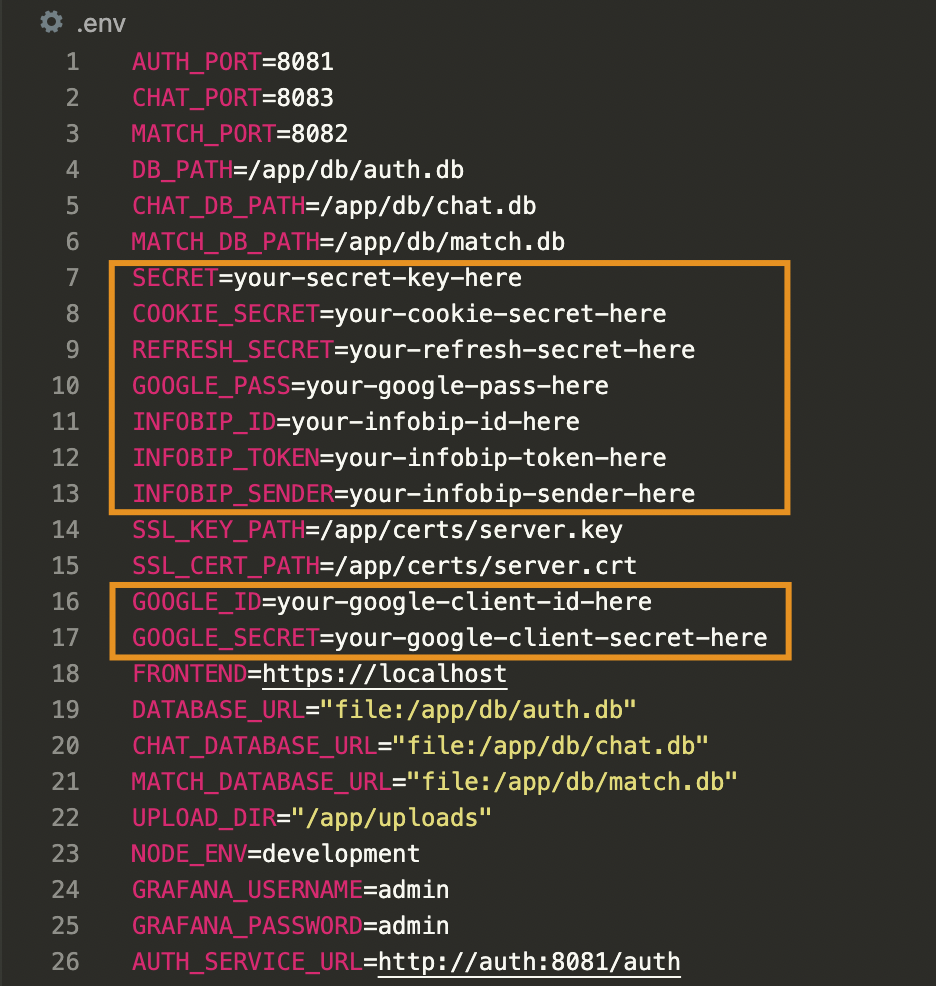 .env
1 AUTH_PORT=8081
2 CHAT_PORT=8083
3 MATCH_PORT=8082
4 DB_PATH=/app/db/auth.db
5 CHAT_DB_PATH=/app/db/chat.db
6 MATCH_DB_PATH=/app/db/match.db
7 SECRET=your-secret-key-here
8 COOKIE_SECRET=your-cookie-secret-here
9 REFRESH_SECRET=your-refresh-secret-here
10 GOOGLE_PASS=your-google-pass-here
11 INFOBIP_ID=your-infobip-id-here
12 INFOBIP_TOKEN=your-infobip-token-here
13 INFOBIP_SENDER=your-infobip-sender-here
14 SSL_KEY_PATH=/app/certs/server.key
15 SSL_CERT_PATH=/app/certs/server.crt
16 GOOGLE_ID=your-google-client-id-here
17 GOOGLE_SECRET=your-google-client-secret-here
18 FRONTEND=https://localhost
19 DATABASE_URL="file:/app/db/auth.db"
20 CHAT_DATABASE_URL="file:/app/db/chat.db"
21 MATCH_DATABASE_URL="file:/app/db/match.db"
22 UPLOAD_DIR="/app/uploads"
23 NODE_ENV=development
24 GRAFANA_USERNAME=admin
25 GRAFANA_PASSWORD=admin
26 AUTH_SERVICE_URL=http://auth:8081/auth